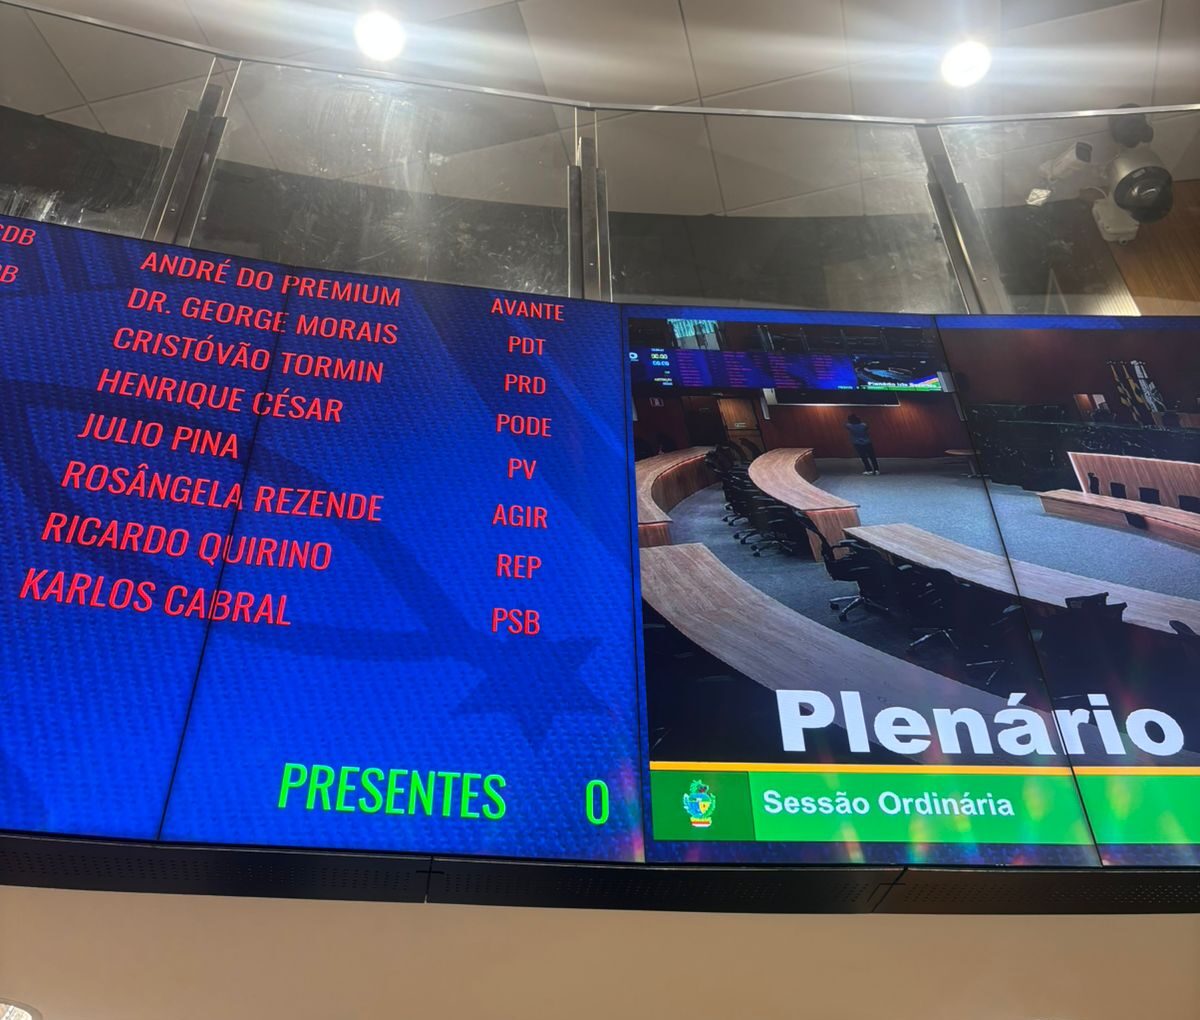 ANDRÉ DO PREMIUM AVANTE
DR. GEORGE MORAIS PDT
CRISTÓVÃO TORMIN PRD
HENRIQUE CÉSAR PODE
JULIO PINA PV
ROSÂNGELA REZENDE AGIR
RICARDO QUIRINO REP
KARLOS CABRAL PSB
PRESENTES 0
Plenário
Sessão Ordinária